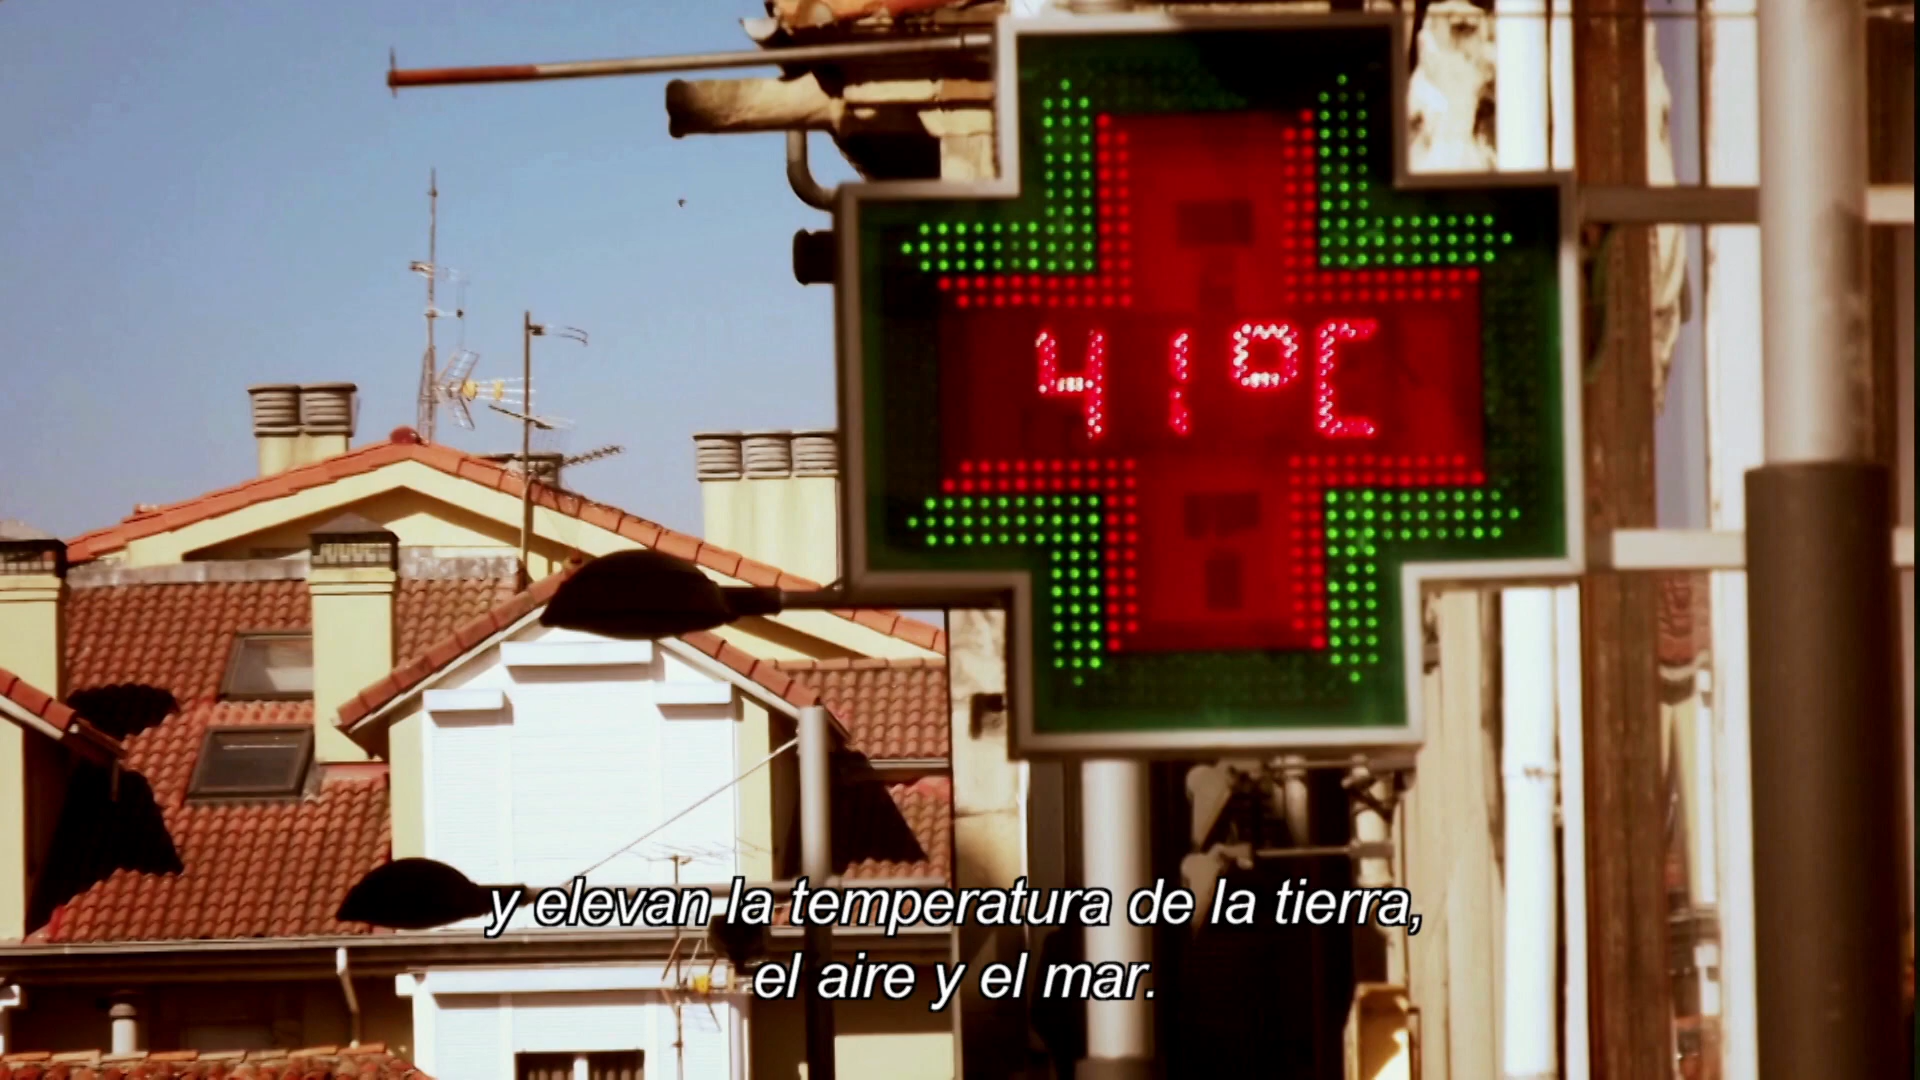 41ºC
y elevan la temperatura de la tierra,
el aire y el mar.